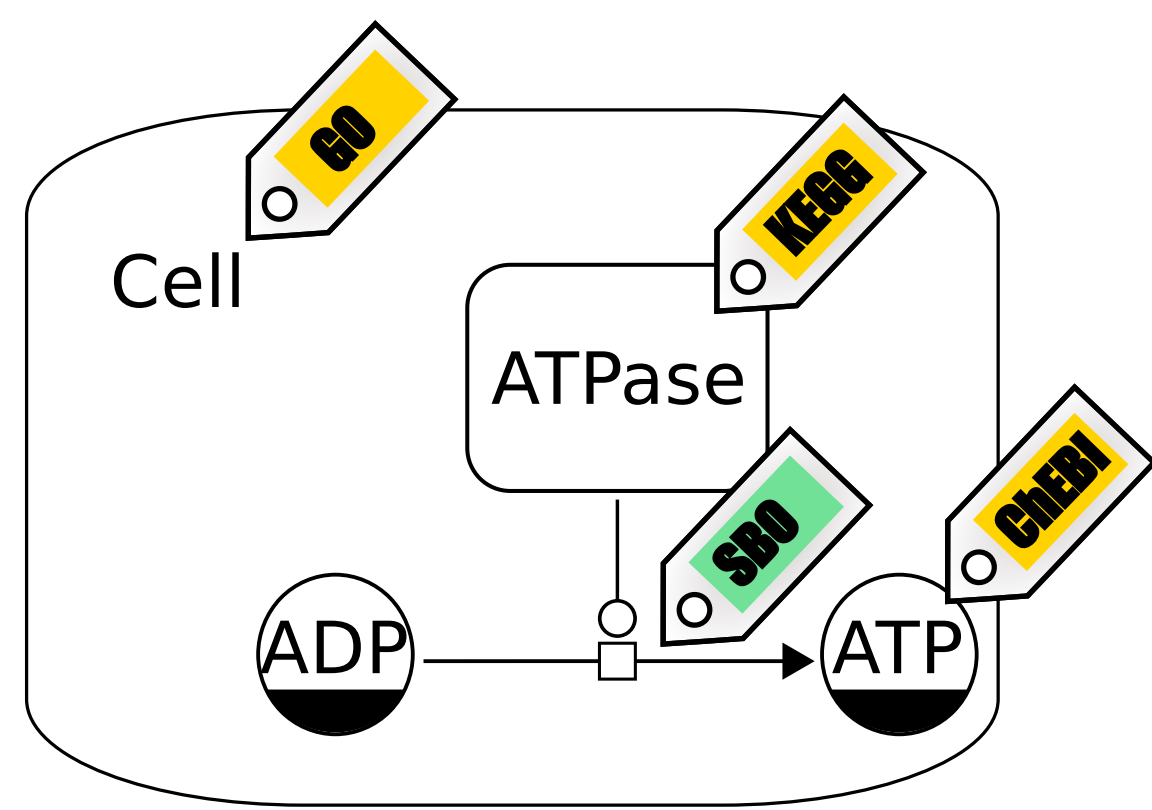 GO
KEGG
Cell
ATPase
ChEBI
SBO
ADP
ATP